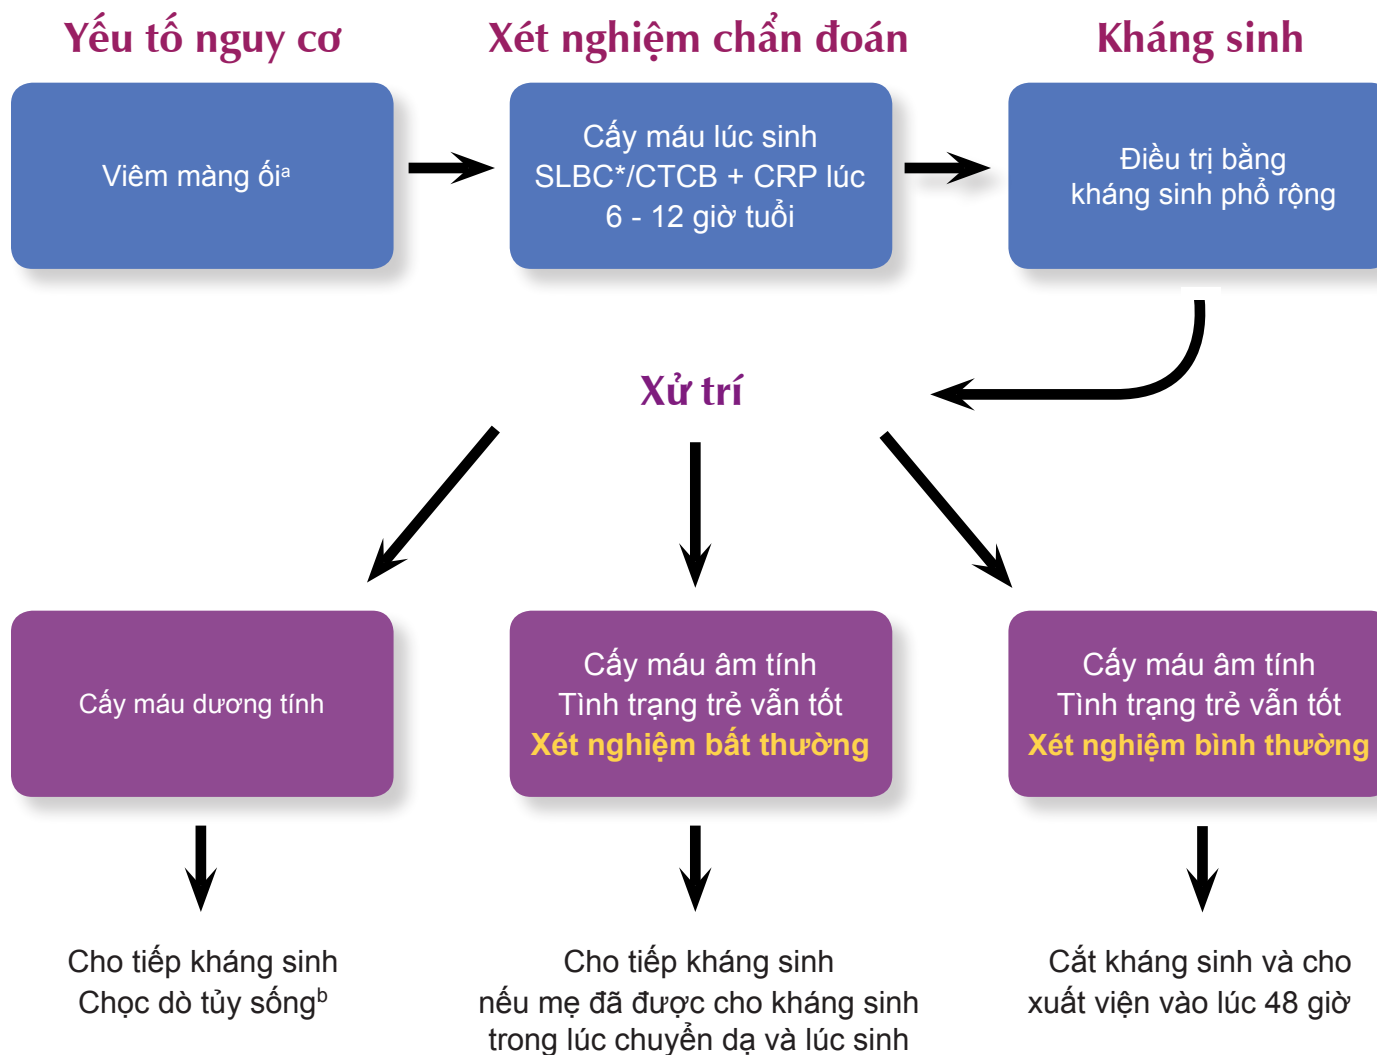 Yếu tố nguy cơ
Xét nghiệm chẩn đoán
Kháng sinh
Viêm màng ối^a
Cấy máu lúc sinh
SLBC*/CTCB + CRP lúc
6 - 12 giờ tuổi
Điều trị bằng
kháng sinh phổ rộng
Xử trí
Cấy máu dương tính
Cấy máu âm tính
Tình trạng trẻ vẫn tốt
Xét nghiệm bất thường
Cấy máu âm tính
Tình trạng trẻ vẫn tốt
Xét nghiệm bình thường
Cho tiếp kháng sinh
Chọc dò tủy sống^b
Cho tiếp kháng sinh
nếu mẹ đã được cho kháng sinh
trong lúc chuyển dạ và lúc sinh
Cắt kháng sinh và cho
xuất viện vào lúc 48 giờ